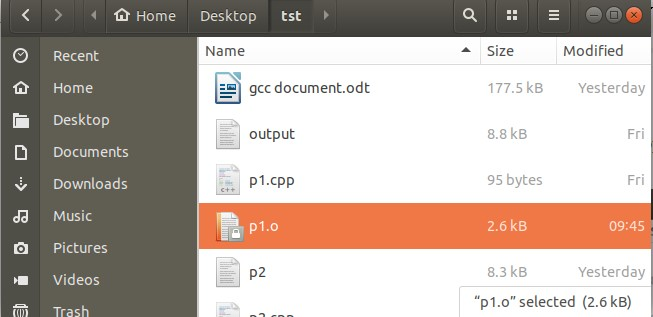 Home Desktop tst
Name Size Modified
Recent
gcc document.odt 177.5 kB Yesterday
Home
Desktop
output 8.8 kB Fri
Documents
p1.cpp 95 bytes Fri
Downloads
Music
p1.o 2.6 kB 09:45
Pictures
p2 8.3 kB Yesterday
Videos
“p1.o” selected (2.6 kB)
Trash
p2.cpp